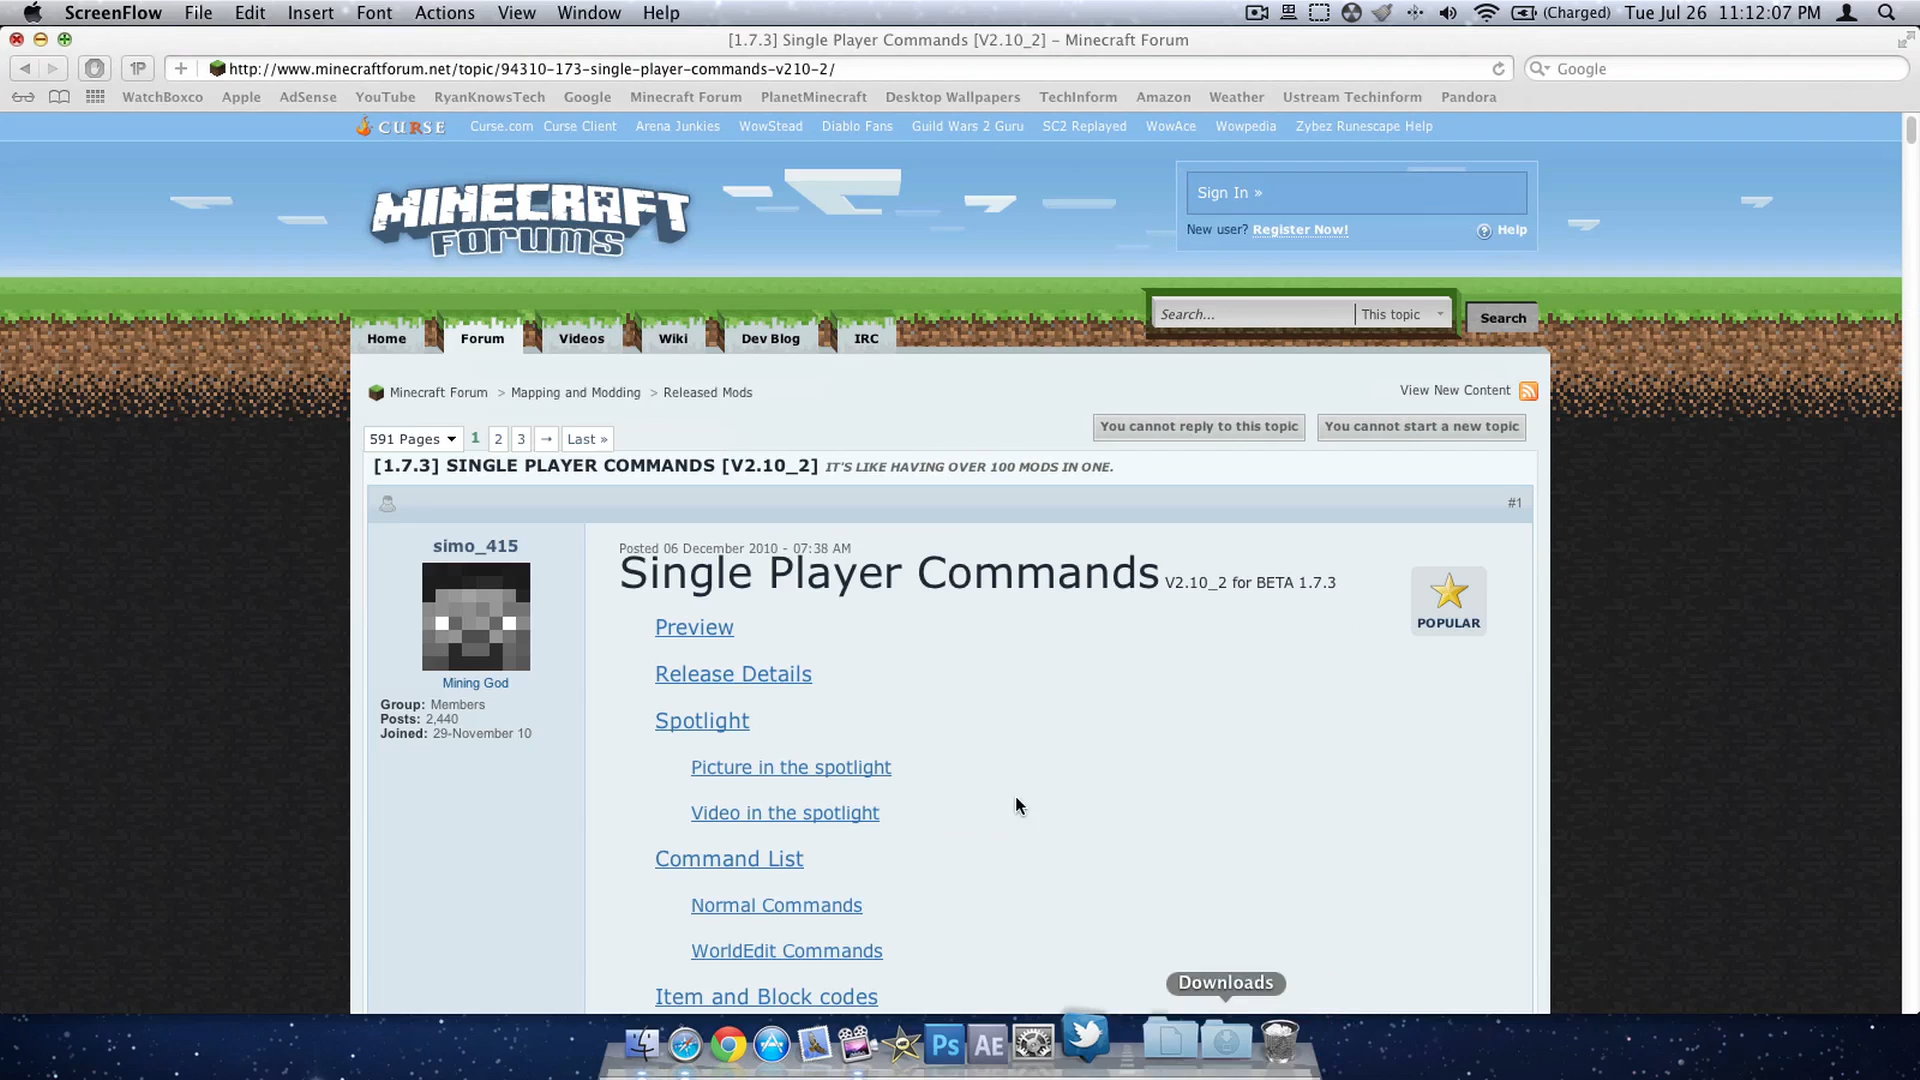 ScreenFlow File Edit Insert Font Actions View Window Help (Charged) Tue Jul 26 11:12:07 PM
[1.7.3] Single Player Commands [V2.10_2] – Minecraft Forum
1P + http://www.minecraftforum.net/topic/94310-173-single-player-commands-v210-2/ Google
WatchBoxco Apple AdSense YouTube RyanKnowsTech Google Minecraft Forum PlanetMinecraft Desktop Wallpapers TechInform Amazon Weather Ustream Techinform Pandora
CURSE Curse.com Curse Client Arena Junkies WowStead Diablo Fans Guild Wars 2 Guru SC2 Replayed WowAce Wowpedia Zybez Runescape Help
MINECRAFT
FORUMS
Sign In »
New user? Register Now! ? Help
Search... This topic Search
Home Forum Videos Wiki Dev Blog IRC
Minecraft Forum > Mapping and Modding > Released Mods
View New Content
591 Pages 1 2 3 → Last »
You cannot reply to this topic You cannot start a new topic
[1.7.3] SINGLE PLAYER COMMANDS [V2.10_2] IT'S LIKE HAVING OVER 100 MODS IN ONE.
#1
simo_415
Mining God
Group: Members
Posts: 2,440
Joined: 29-November 10
Posted 06 December 2010 - 07:38 AM
Single Player Commands V2.10_2 for BETA 1.7.3
POPULAR
Preview
Release Details
Spotlight
Picture in the spotlight
Video in the spotlight
Command List
Normal Commands
WorldEdit Commands
Item and Block codes
Downloads
Ps AE